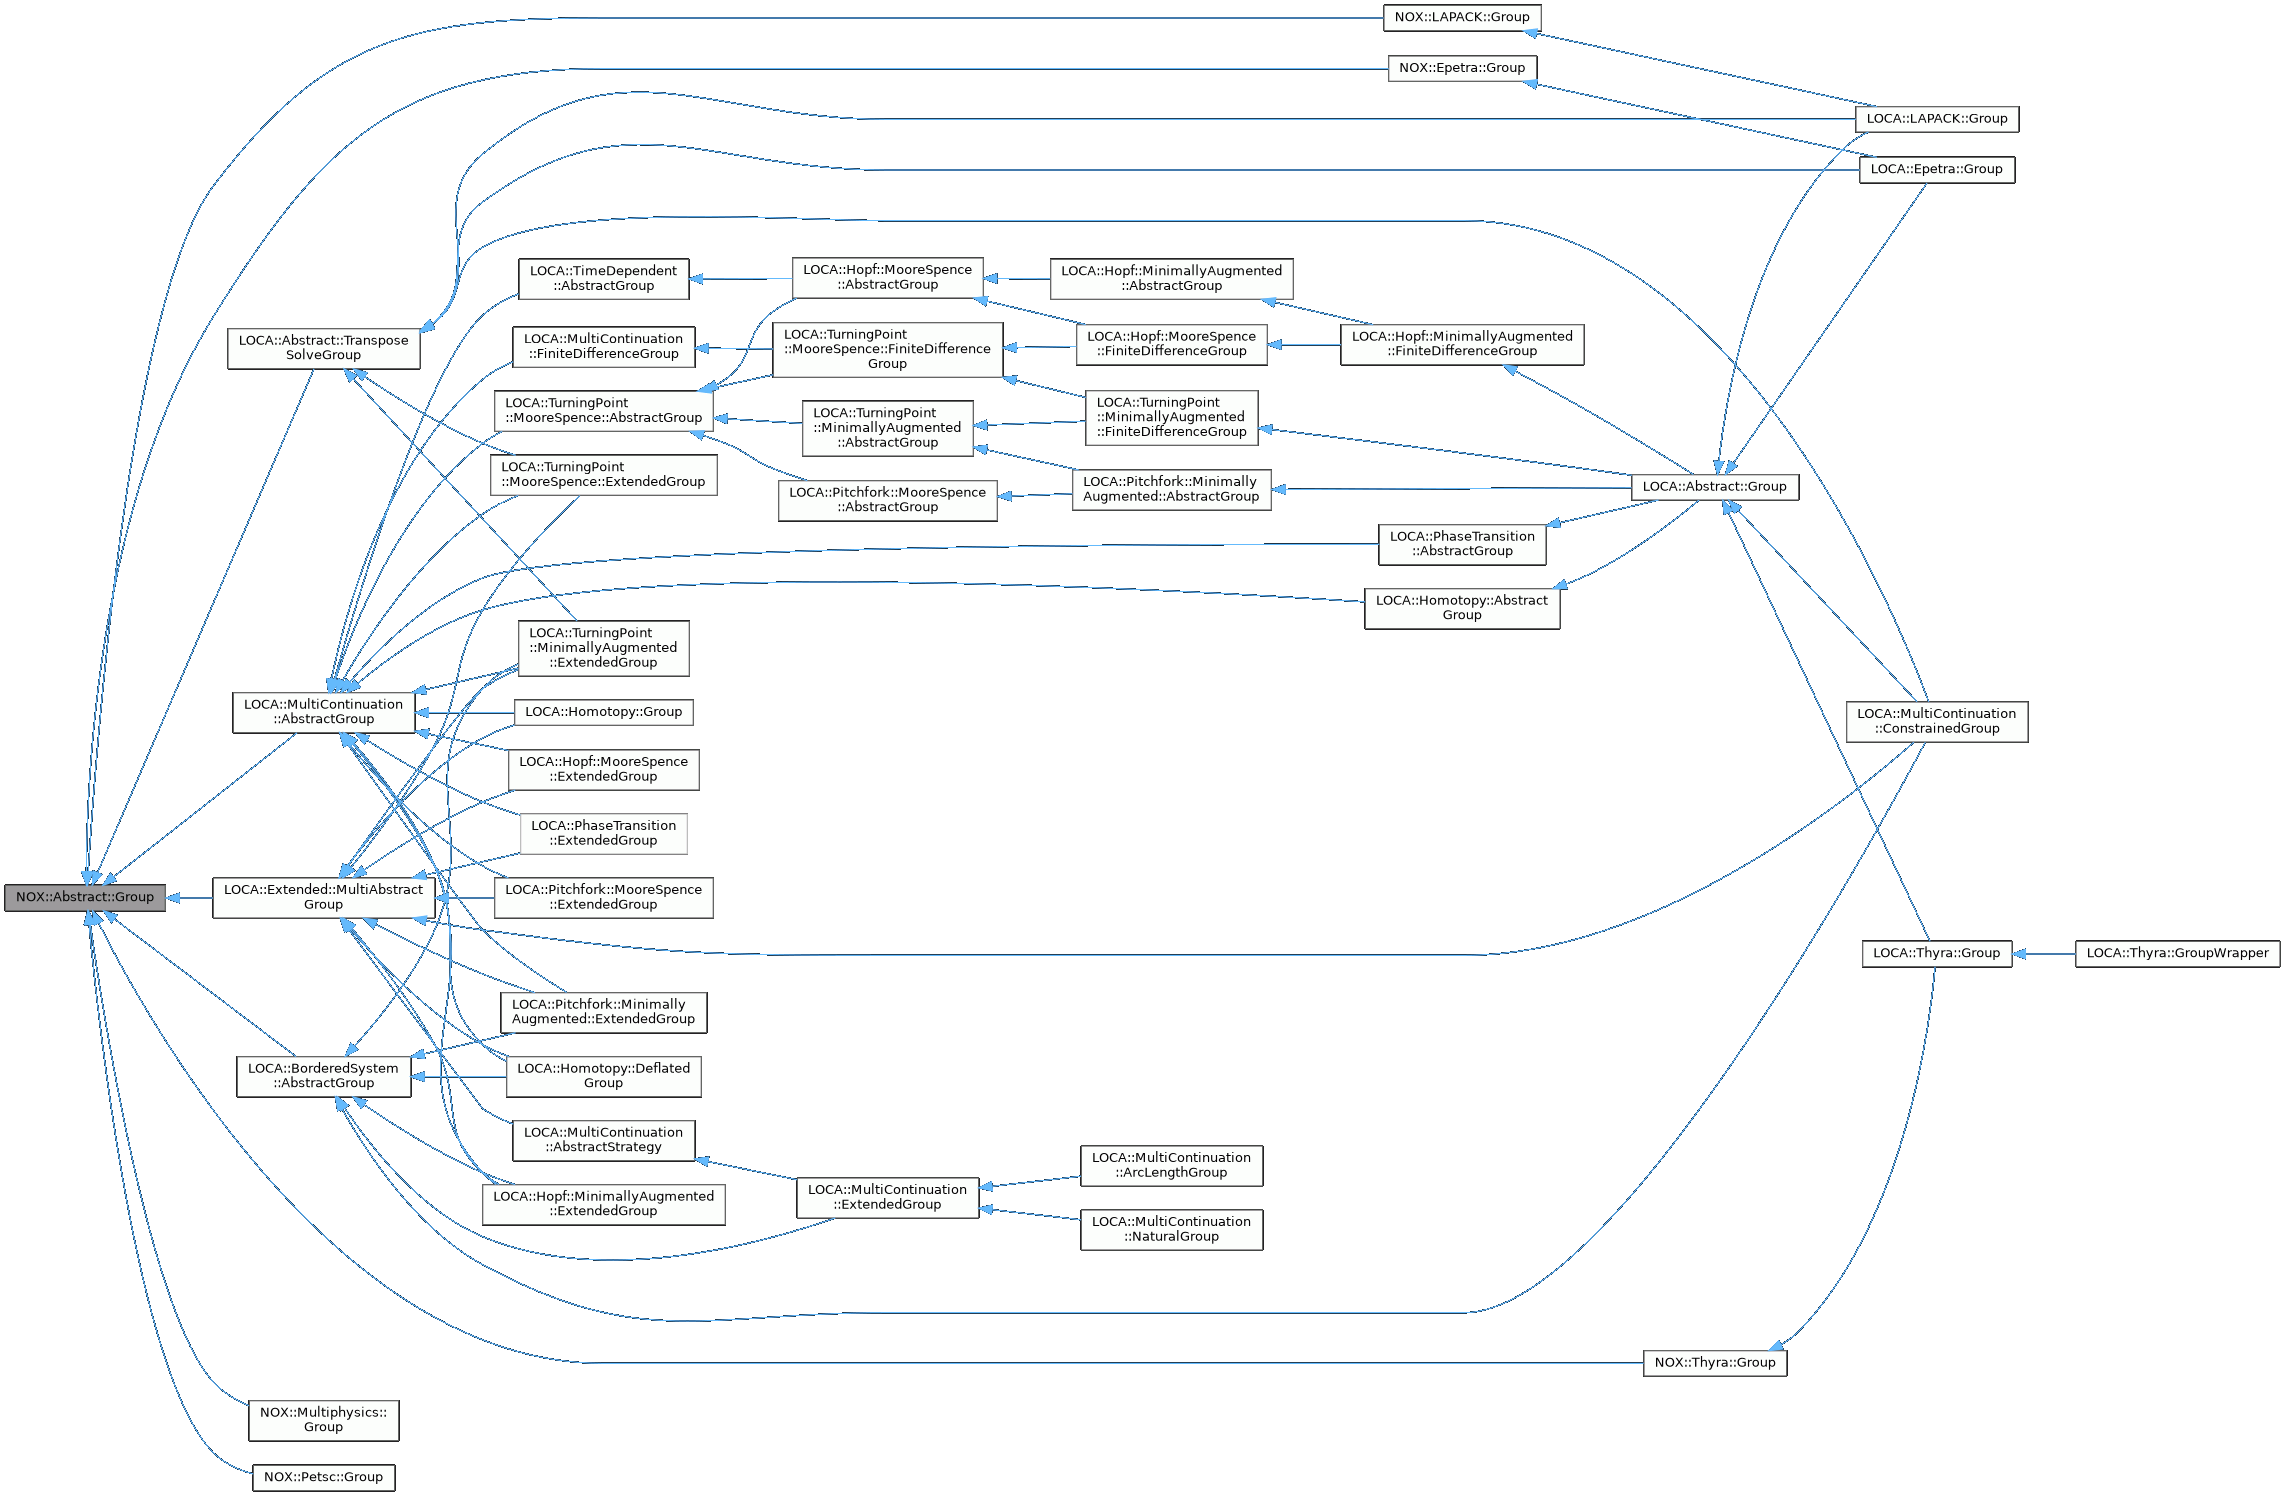 NOX::LAPACK::Group
NOX::Epetra::Group
LOCA::LAPACK::Group
LOCA::Epetra::Group
LOCA::TimeDependent
::AbstractGroup
LOCA::Hopf::MooreSpence
::AbstractGroup
LOCA::Hopf::MinimallyAugmented
::AbstractGroup
LOCA::Abstract::Transpose
SolveGroup
LOCA::MultiContinuation
::FiniteDifferenceGroup
LOCA::TurningPoint
::MooreSpence::FiniteDifference
Group
LOCA::Hopf::MooreSpence
::FiniteDifferenceGroup
LOCA::Hopf::MinimallyAugmented
::FiniteDifferenceGroup
LOCA::TurningPoint
::MooreSpence::AbstractGroup
LOCA::TurningPoint
::MinimallyAugmented
::AbstractGroup
LOCA::TurningPoint
::MinimallyAugmented
::FiniteDifferenceGroup
LOCA::TurningPoint
::MooreSpence::ExtendedGroup
LOCA::Pitchfork::MooreSpence
::AbstractGroup
LOCA::Pitchfork::Minimally
Augmented::AbstractGroup
LOCA::Abstract::Group
LOCA::PhaseTransition
::AbstractGroup
LOCA::Homotopy::Abstract
Group
LOCA::TurningPoint
::MinimallyAugmented
::ExtendedGroup
LOCA::MultiContinuation
::AbstractGroup
LOCA::Homotopy::Group
LOCA::MultiContinuation
::ConstrainedGroup
LOCA::Hopf::MooreSpence
::ExtendedGroup
LOCA::PhaseTransition
::ExtendedGroup
NOX::Abstract::Group
LOCA::Extended::MultiAbstract
Group
LOCA::Pitchfork::MooreSpence
::ExtendedGroup
LOCA::Thyra::Group
LOCA::Thyra::GroupWrapper
LOCA::Pitchfork::Minimally
Augmented::ExtendedGroup
LOCA::BorderedSystem
::AbstractGroup
LOCA::Homotopy::Deflated
Group
LOCA::MultiContinuation
::AbstractStrategy
LOCA::MultiContinuation
::ArcLengthGroup
LOCA::Hopf::MinimallyAugmented
::ExtendedGroup
LOCA::MultiContinuation
::ExtendedGroup
LOCA::MultiContinuation
::NaturalGroup
NOX::Thyra::Group
NOX::Multiphysics::
Group
NOX::Petsc::Group